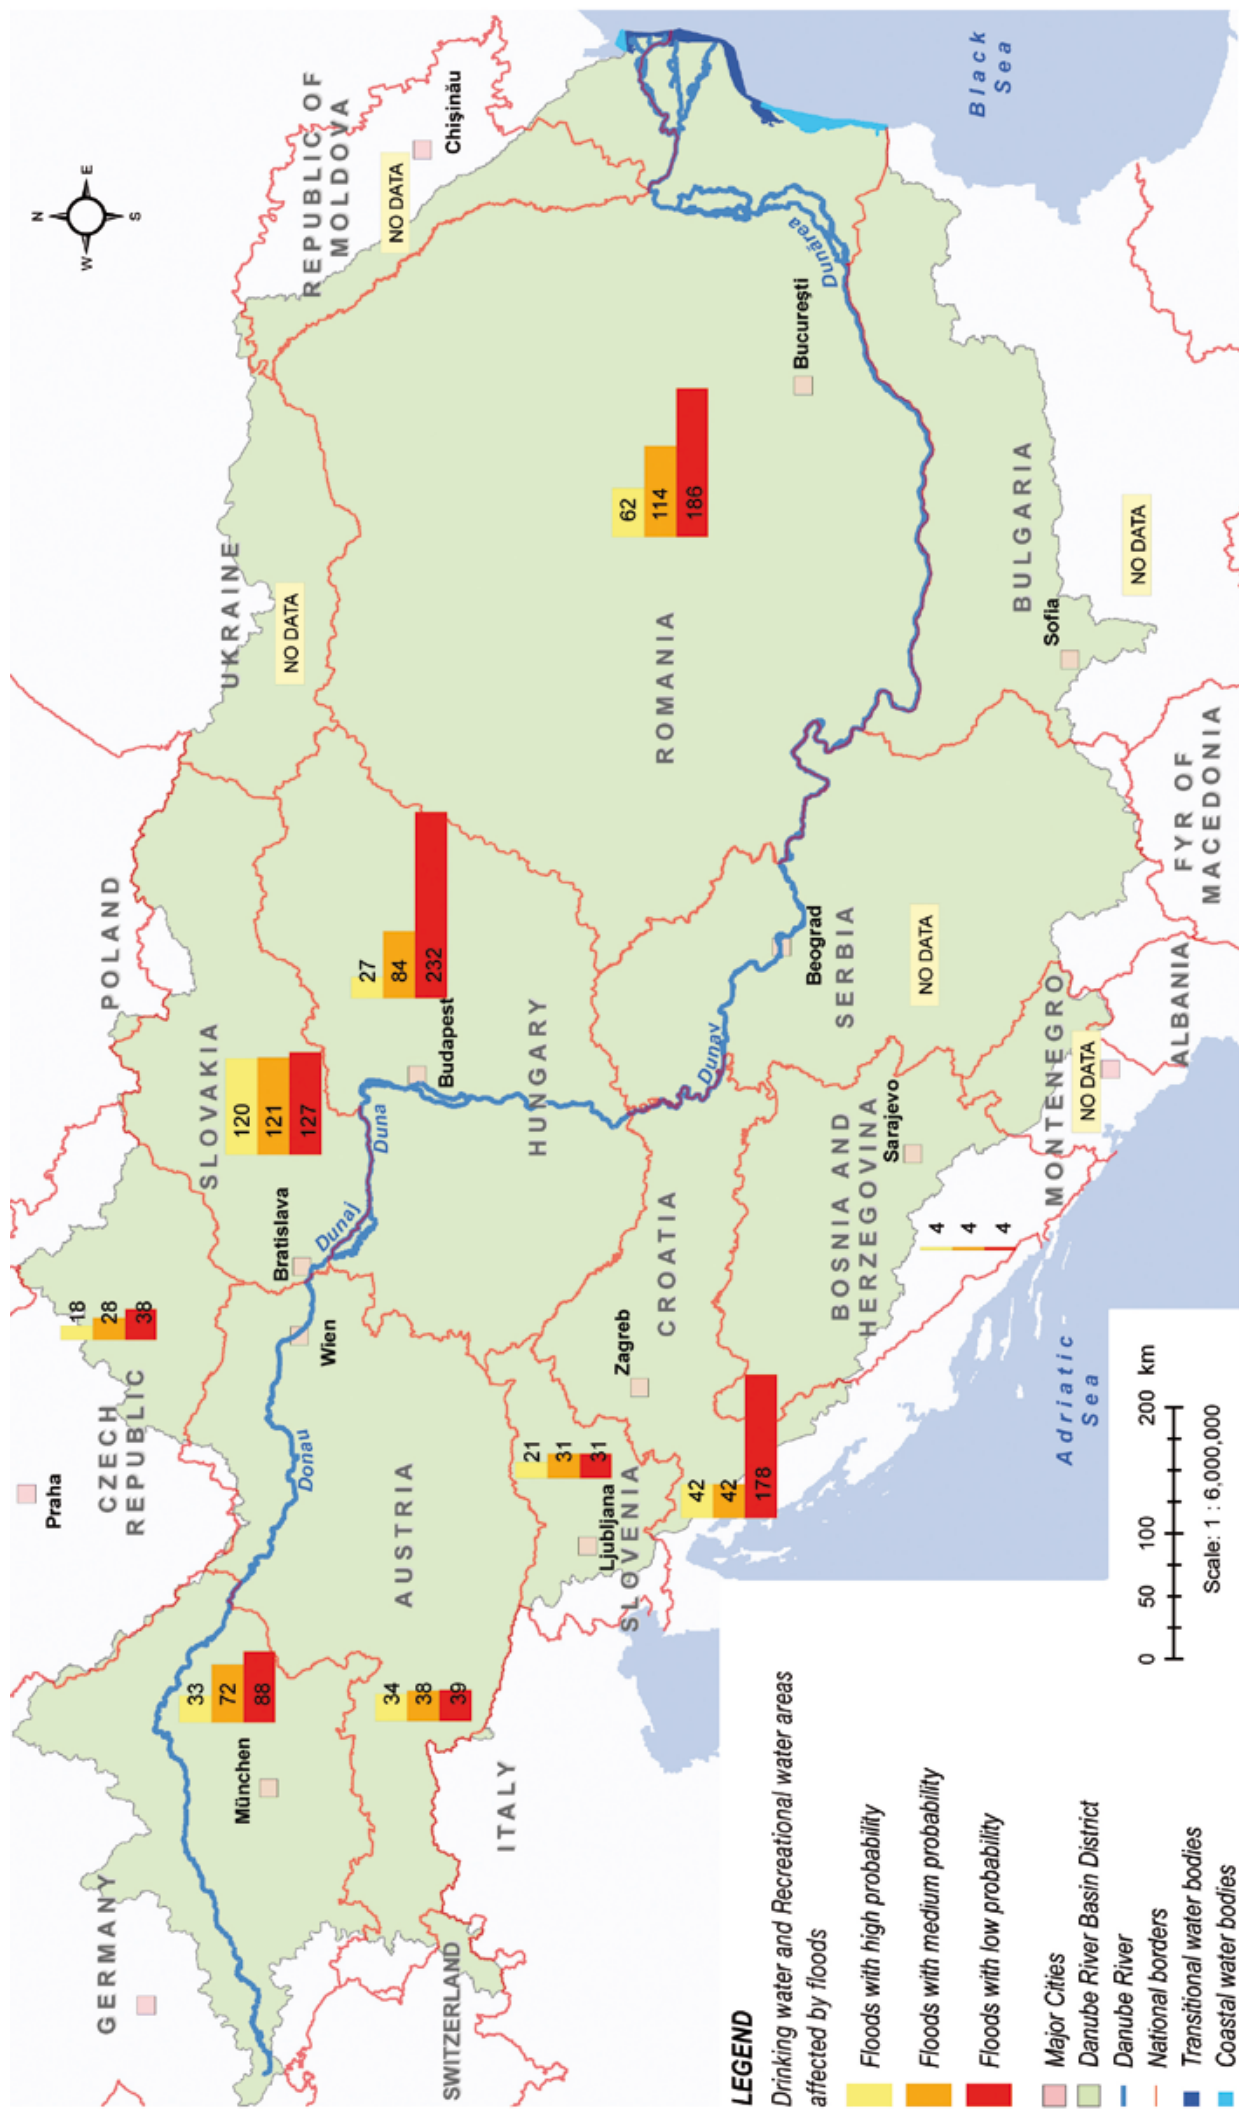 N
W
E
S
POLAND
UKRAINE
NO DATA
REPUBLIC OF
MOLDOVA
NO DATA
Chişinău
Praha
CZECH
REPUBLIC
18
28
38
GERMANY
33
72
88
München
SLOVAKIA
120
121
127
Bratislava
Dunaj
Duna
Wien
Donau
27
84
232
Budapest
HUNGARY
AUSTRIA
34
38
39
SWITZERLAND
ITALY
21
31
31
Ljubljana
SLOVENIA
Zagreb
CROATIA
42
42
178
ROMANIA
62
114
186
Bucureşti
Dunărea
Black
Sea
Dunav
Beograd
SERBIA
NO DATA
BOSNIA AND
HERZEGOVINA
Sarajevo
4
4
4
MONTENEGRO
NO DATA
BULGARIA
Sofia
NO DATA
ALBANIA
FYR OF
MACEDONIA
Adriatic
Sea
LEGEND
Drinking water and Recreational water areas
affected by floods
Floods with high probability
Floods with medium probability
Floods with low probability
Major Cities
Danube River Basin District
Danube River
National borders
Transitional water bodies
Coastal water bodies
0 50 100 200 km
Scale: 1 : 6,000,000